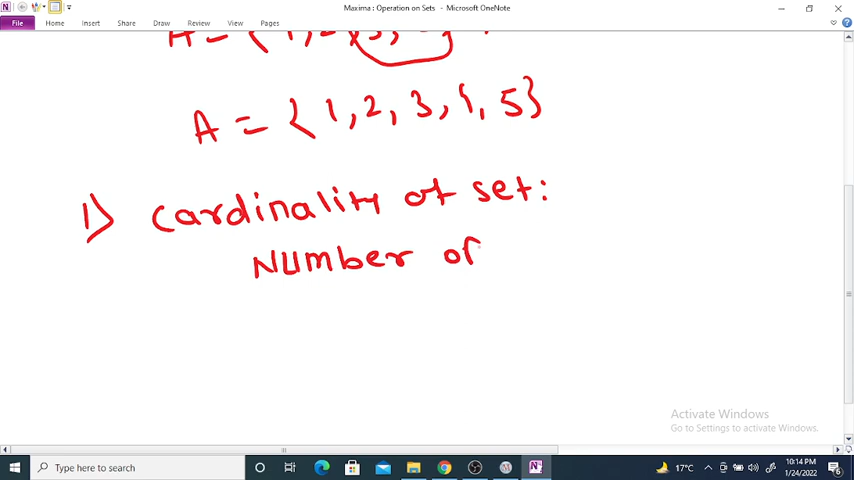 Maxima : Operation on Sets - Microsoft OneNote
File Home Insert Share Draw Review View Pages
A = {1,
A = {1, 2, 3, 4, 5}
1) Cardinality of set:
Number of
Activate Windows
Go to Settings to activate Windows.
Type here to search
17°C
10:14 PM
1/24/2022
6